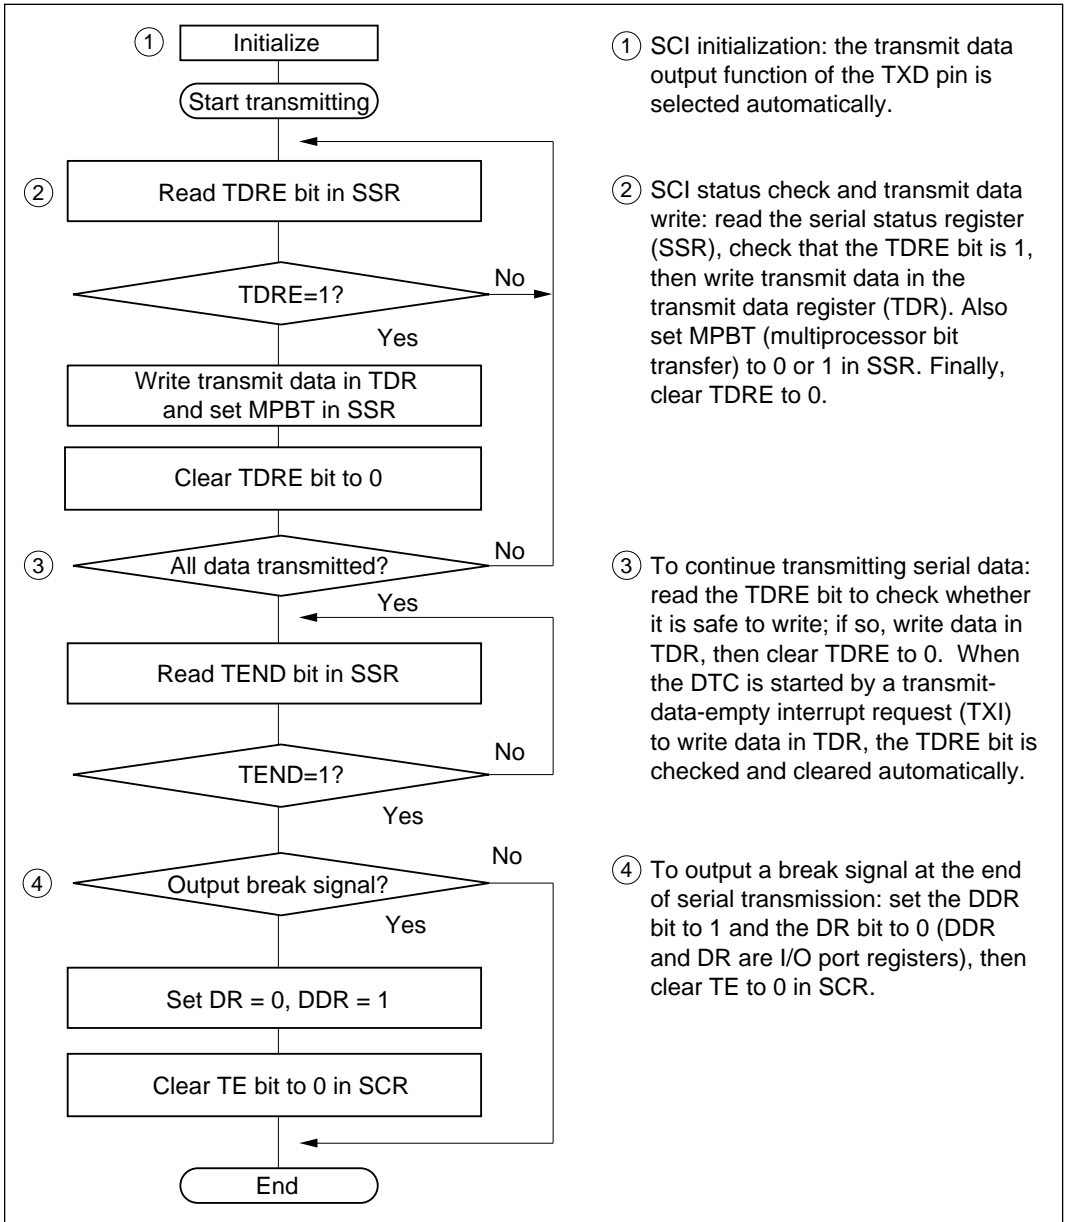 1 Initialize
Start transmitting
2 Read TDRE bit in SSR
TDRE=1?
No
Yes
Write transmit data in TDR
and set MPBT in SSR
Clear TDRE bit to 0
3 All data transmitted?
No
Yes
Read TEND bit in SSR
TEND=1?
No
Yes
4 Output break signal?
No
Yes
Set DR = 0, DDR = 1
Clear TE bit to 0 in SCR
End
1 SCI initialization: the transmit data
output function of the TXD pin is
selected automatically.
2 SCI status check and transmit data
write: read the serial status register
(SSR), check that the TDRE bit is 1,
then write transmit data in the
transmit data register (TDR). Also
set MPBT (multiprocessor bit
transfer) to 0 or 1 in SSR. Finally,
clear TDRE to 0.
3 To continue transmitting serial data:
read the TDRE bit to check whether
it is safe to write; if so, write data in
TDR, then clear TDRE to 0.  When
the DTC is started by a transmit-
data-empty interrupt request (TXI)
to write data in TDR, the TDRE bit is
checked and cleared automatically.
4 To output a break signal at the end
of serial transmission: set the DDR
bit to 1 and the DR bit to 0 (DDR
and DR are I/O port registers), then
clear TE to 0 in SCR.